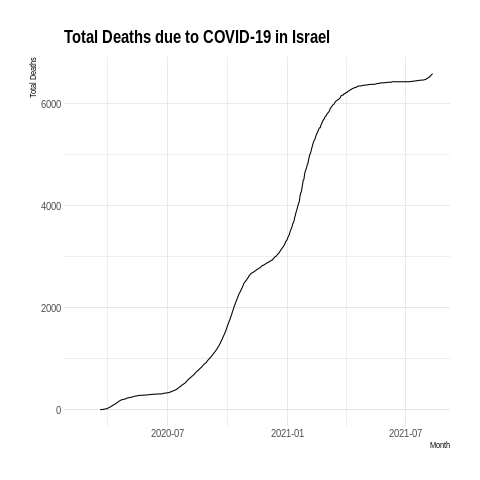 Total Deaths due to COVID-19 in Israel
Total Deaths
6000
4000
2000
0
2020-07 2021-01 2021-07
Month